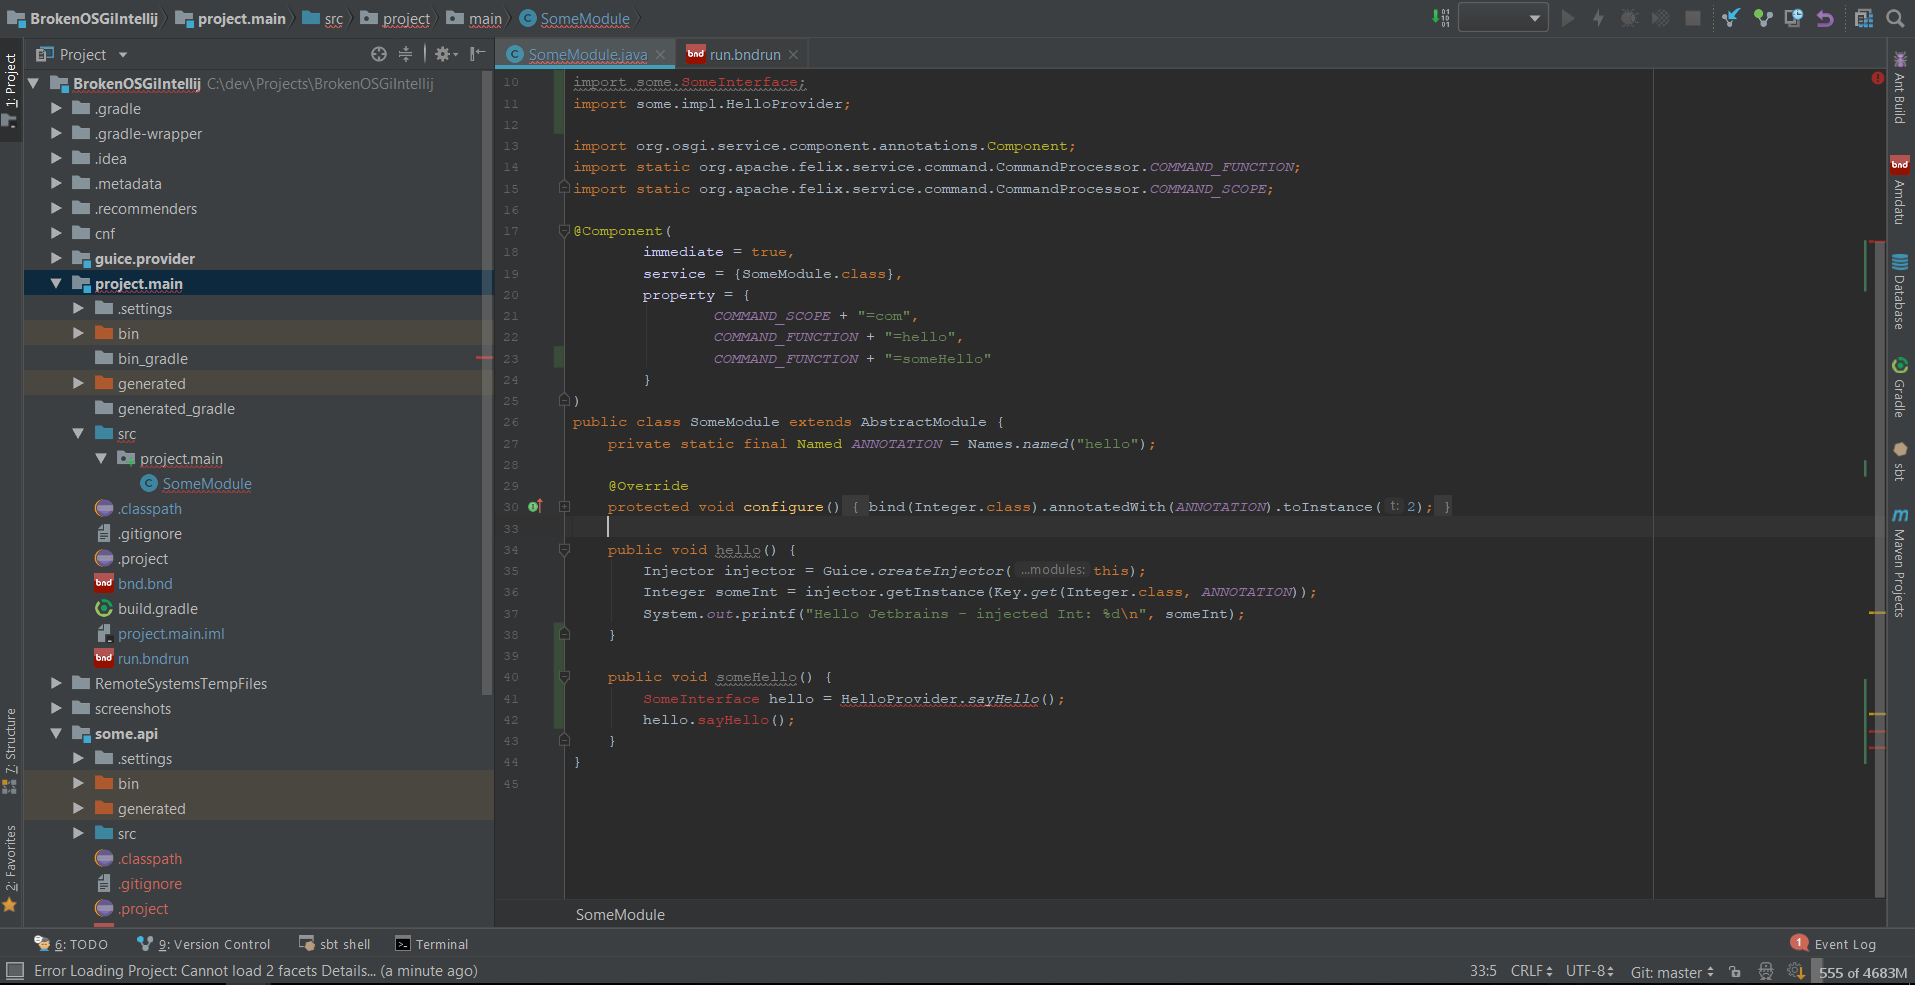 BrokenOSGiIntellij project.main src project main SomeModule
Project
SomeModule.java
bnd run.bndrun
1: Project
BrokenOSGiIntellij C:\dev\Projects\BrokenOSGiIntellij
.gradle
.gradle-wrapper
.idea
.metadata
.recommenders
cnf
guice.provider
project.main
.settings
bin
bin_gradle
generated
generated_gradle
src
project.main
SomeModule
.classpath
.gitignore
.project
bnd bnd.bnd
build.gradle
project.main.iml
bnd run.bndrun
RemoteSystemsTempFiles
screenshots
some.api
.settings
bin
generated
src
.classpath
.gitignore
.project
7: Structure
2: Favorites
10 import some.SomeInterface;
11 import some.impl.HelloProvider;
12
13 import org.osgi.service.component.annotations.Component;
14 import static org.apache.felix.service.command.CommandProcessor.COMMAND_FUNCTION;
15 import static org.apache.felix.service.command.CommandProcessor.COMMAND_SCOPE;
16
17 @Component(
18 immediate = true,
19 service = {SomeModule.class},
20 property = {
21 COMMAND_SCOPE + "=com",
22 COMMAND_FUNCTION + "=hello",
23 COMMAND_FUNCTION + "=someHello"
24 }
25 )
26 public class SomeModule extends AbstractModule {
27 private static final Named ANNOTATION = Names.named("hello");
28
29 @Override
30 protected void configure() { bind(Integer.class).annotatedWith(ANNOTATION).toInstance( t: 2); }
33
34 public void hello() {
35 Injector injector = Guice.createInjector( ...modules: this);
36 Integer someInt = injector.getInstance(Key.get(Integer.class, ANNOTATION));
37 System.out.printf("Hello Jetbrains - injected Int: %d\n", someInt);
38 }
39
40 public void someHello() {
41 SomeInterface hello = HelloProvider.sayHello();
42 hello.sayHello();
43 }
44 }
45
SomeModule
Ant Build
bnd
Amdatu
Database
Gradle
sbt
m Maven Projects
6: TODO 9: Version Control sbt shell Terminal
1 Event Log
Error Loading Project: Cannot load 2 facets Details... (a minute ago)
33:5 CRLF UTF-8 Git: master 555 of 4683M